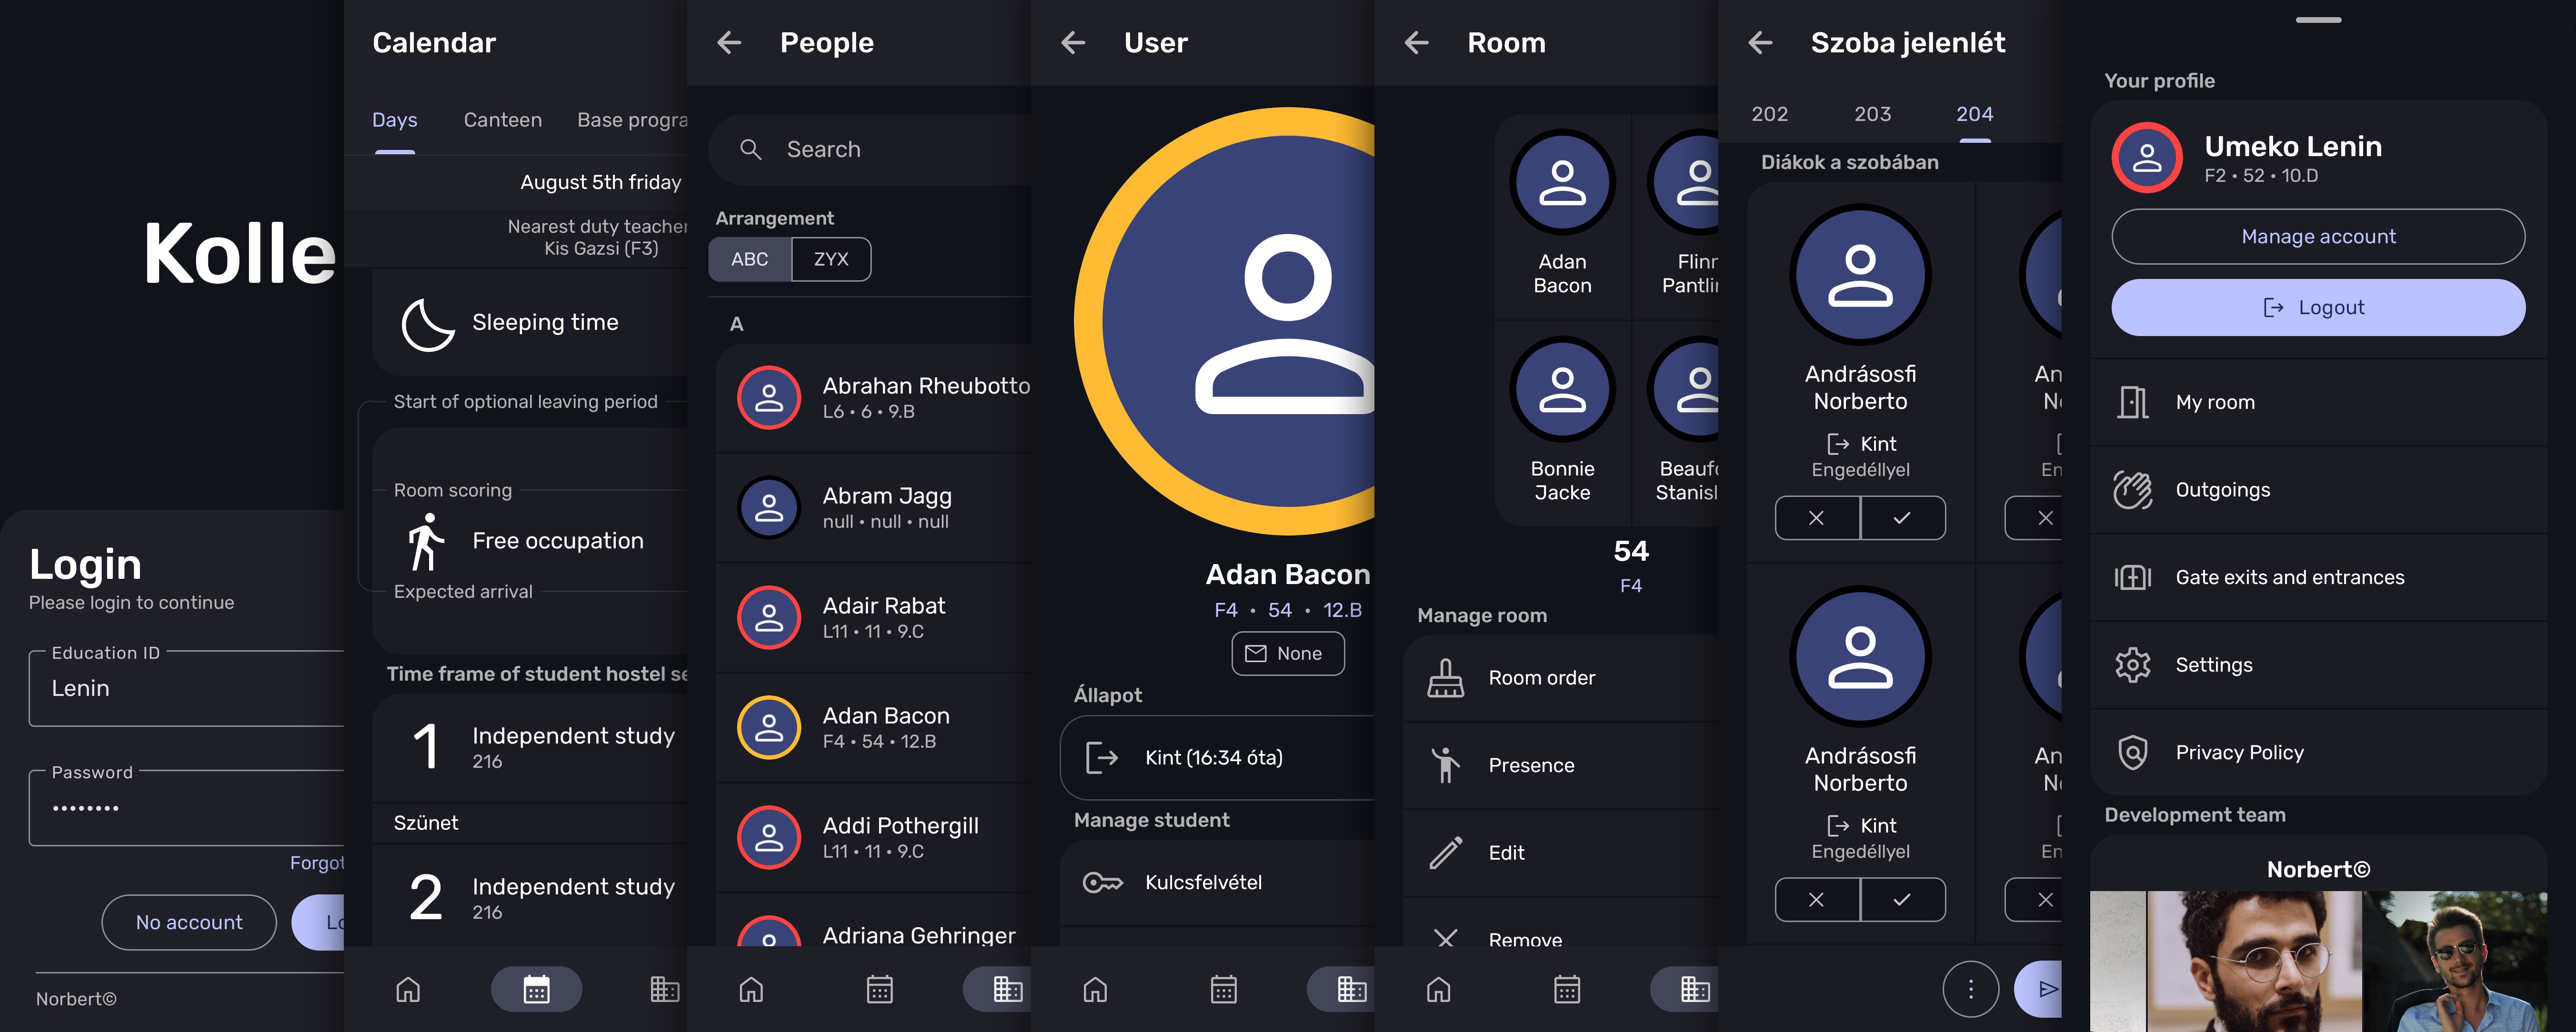 Kolle
Login
Please login to continue
Education ID
Lenin
Password
••••••••
Forgot
No account
Norbert©
Calendar
Days
Canteen
Base progra
August 5th friday
Nearest duty teacher
Kis Gazsi (F3)
Sleeping time
Start of optional leaving period
Room scoring
Free occupation
Expected arrival
Time frame of student hostel se
1
Independent study
216
Szünet
2
Independent study
216
People
Search
Arrangement
ABC
ZYX
A
Abrahan Rheubotto
L6 • 6 • 9.B
Abram Jagg
null • null • null
Adair Rabat
L11 • 11 • 9.C
Adan Bacon
F4 • 54 • 12.B
Addi Pothergill
L11 • 11 • 9.C
Adriana Gehringer
User
Adan Bacon
F4 • 54 • 12.B
None
Állapot
Kint (16:34 óta)
Manage student
Kulcsfelvétel
Room
Adan
Bacon
Flinn
Pantlin
Bonnie
Jacke
Beaufo
Stanisl
54
F4
Manage room
Room order
Presence
Edit
Remove
Szoba jelenlét
202
203
204
Diákok a szobában
Andrásosfi
Norberto
Kint
Engedéllyel
An
En
Andrásosfi
Norberto
Kint
Engedéllyel
An
En
Your profile
Umeko Lenin
F2 • 52 • 10.D
Manage account
Logout
My room
Outgoings
Gate exits and entrances
Settings
Privacy Policy
Development team
Norbert©